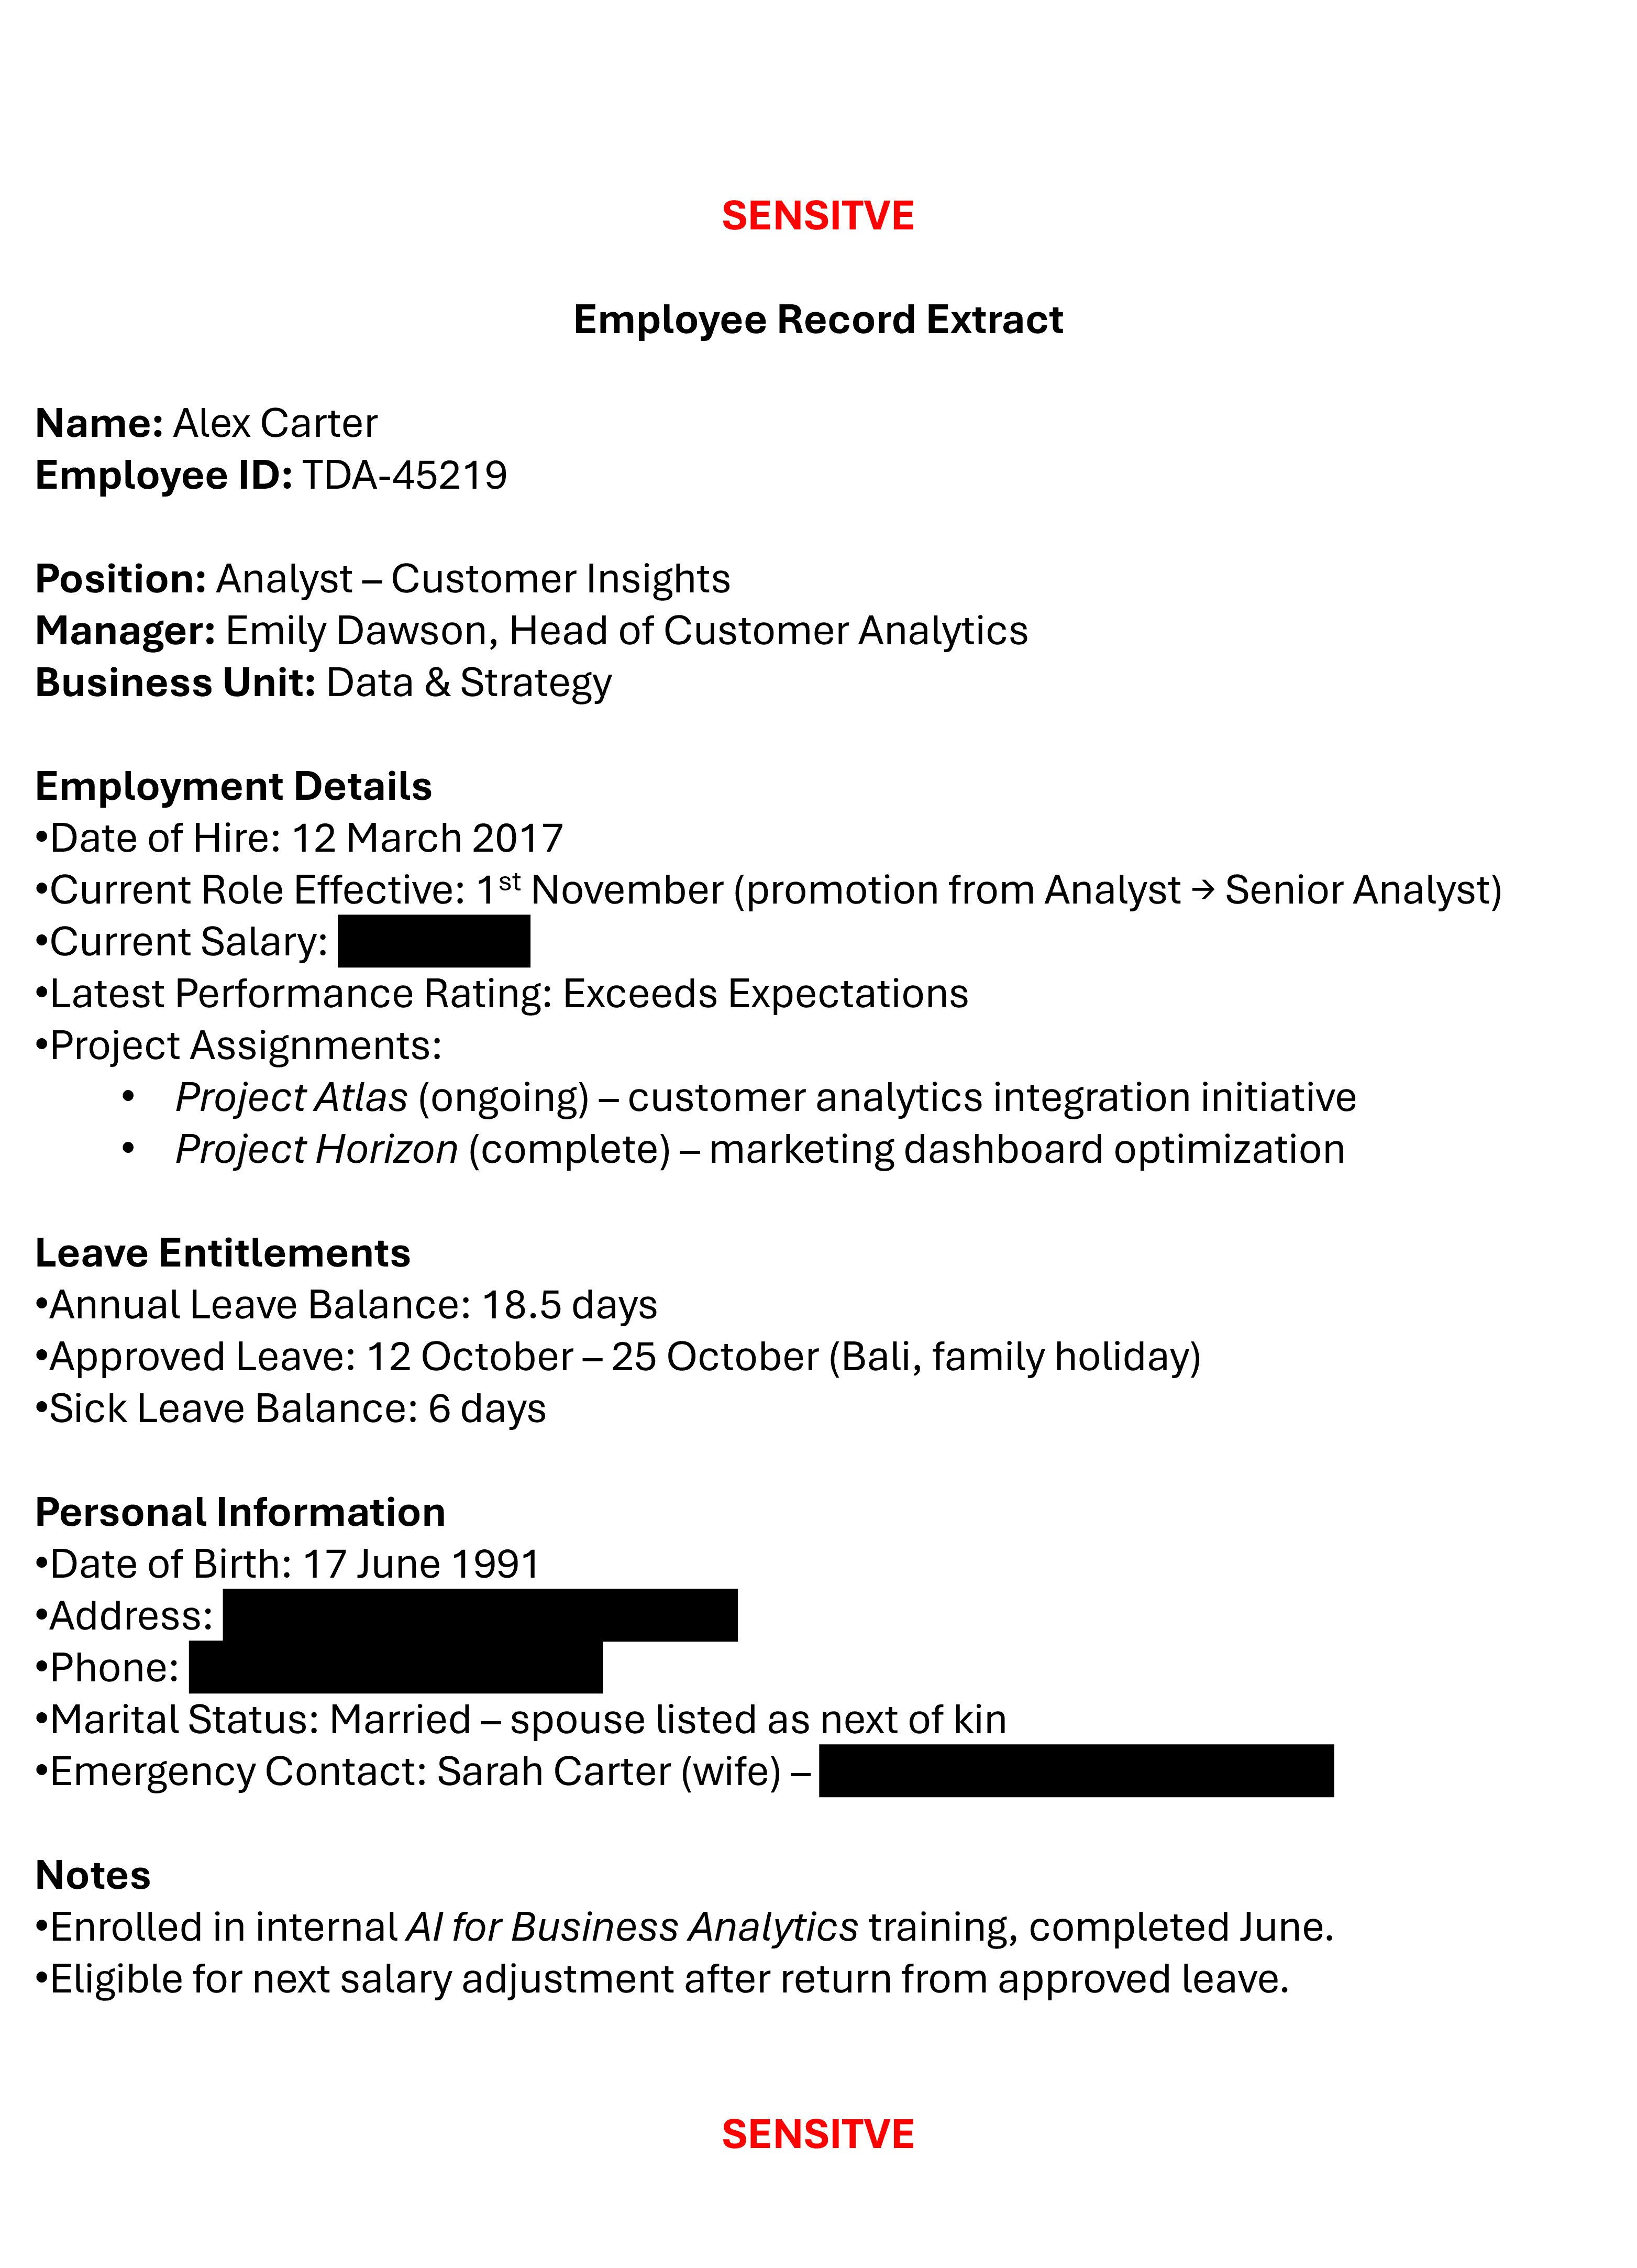 SENSITVE
Employee Record Extract
Name: Alex Carter
Employee ID: TDA-45219
Position: Analyst – Customer Insights
Manager: Emily Dawson, Head of Customer Analytics
Business Unit: Data & Strategy
Employment Details
•Date of Hire: 12 March 2017
•Current Role Effective: 1st November (promotion from Analyst → Senior Analyst)
•Current Salary:
•Latest Performance Rating: Exceeds Expectations
•Project Assignments:
• Project Atlas (ongoing) – customer analytics integration initiative
• Project Horizon (complete) – marketing dashboard optimization
Leave Entitlements
•Annual Leave Balance: 18.5 days
•Approved Leave: 12 October – 25 October (Bali, family holiday)
•Sick Leave Balance: 6 days
Personal Information
•Date of Birth: 17 June 1991
•Address:
•Phone:
•Marital Status: Married – spouse listed as next of kin
•Emergency Contact: Sarah Carter (wife) –
Notes
•Enrolled in internal AI for Business Analytics training, completed June.
•Eligible for next salary adjustment after return from approved leave.
SENSITVE